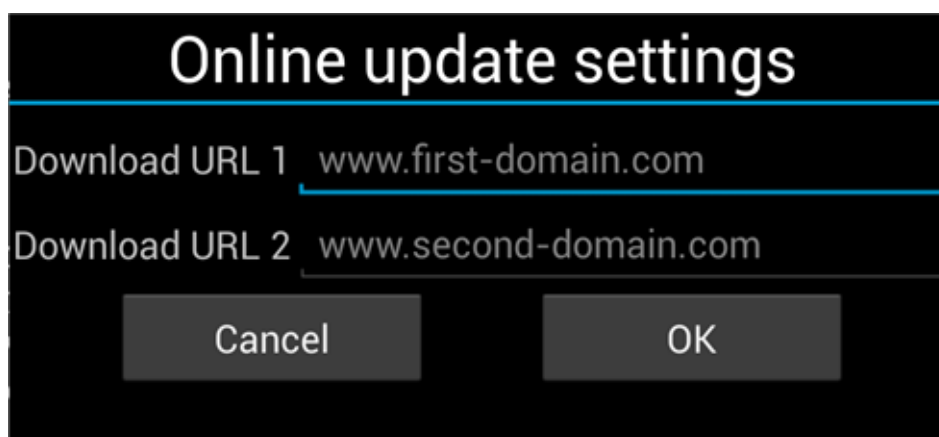 Online update settings
Download URL 1 www.first-domain.com
Download URL 2 www.second-domain.com
Cancel OK